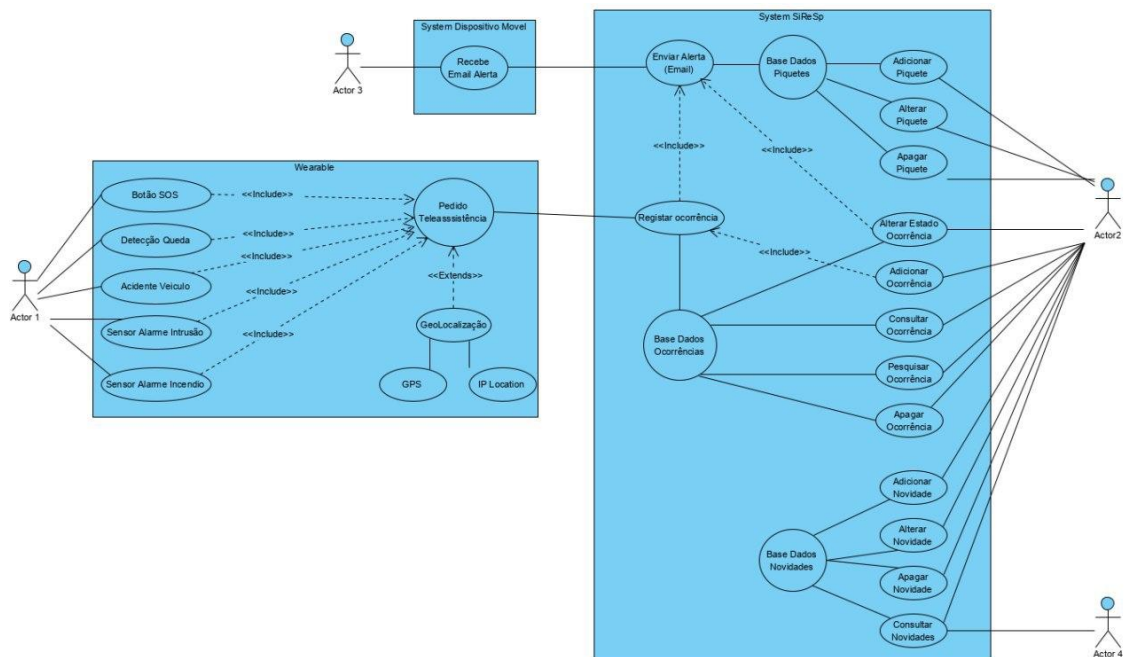 System Dispositivo Movel
System SiReSp
Recebe
Email Alerta
Actor 3
Enviar Alerta
(Email)
Base Dados
Piquetes
Adicionar
Piquete
Alterar
Piquete
Apagar
Piquete
<<Include>>
<<Include>>
Wearable
Botão SOS
<<Include>>
Pedido
Teleasssistência
Detecção Queda
<<Include>>
Acidente Veiculo
<<Include>>
Sensor Alarme Intrusão
<<Include>>
Sensor Alarme Incendio
<<Include>>
<<Extends>>
GeoLocalização
GPS
IP Location
Actor 1
Registar ocorrência
Alterar Estado
Ocorrência
Actor2
<<Include>>
Adicionar
Ocorrência
Base Dados
Ocorrências
Consultar
Ocorrência
Pesquisar
Ocorrência
Apagar
Ocorrência
Adicionar
Novidade
Base Dados
Novidades
Alterar
Novidade
Apagar
Novidade
Consultar
Novidades
Actor 4